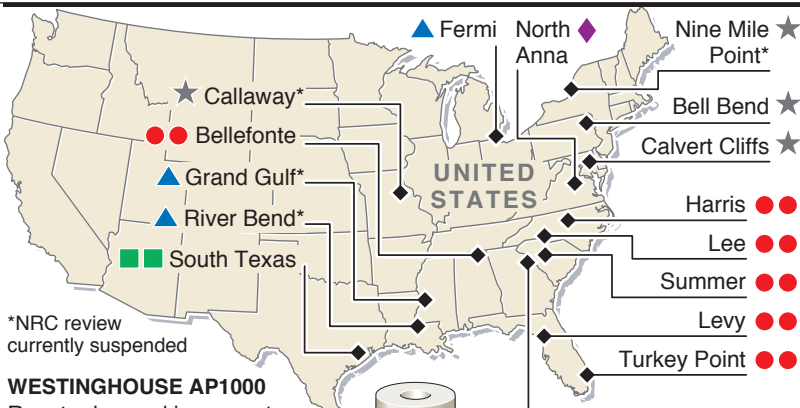 Fermi
North
Anna
Nine Mile
Point*
Callaway*
Bell Bend
Bellefonte
Calvert Cliffs
UNITED
STATES
Grand Gulf*
River Bend*
Harris
South Texas
Lee
Summer
*NRC review
currently suspended
Levy
Turkey Point
WESTINGHOUSE AP1000